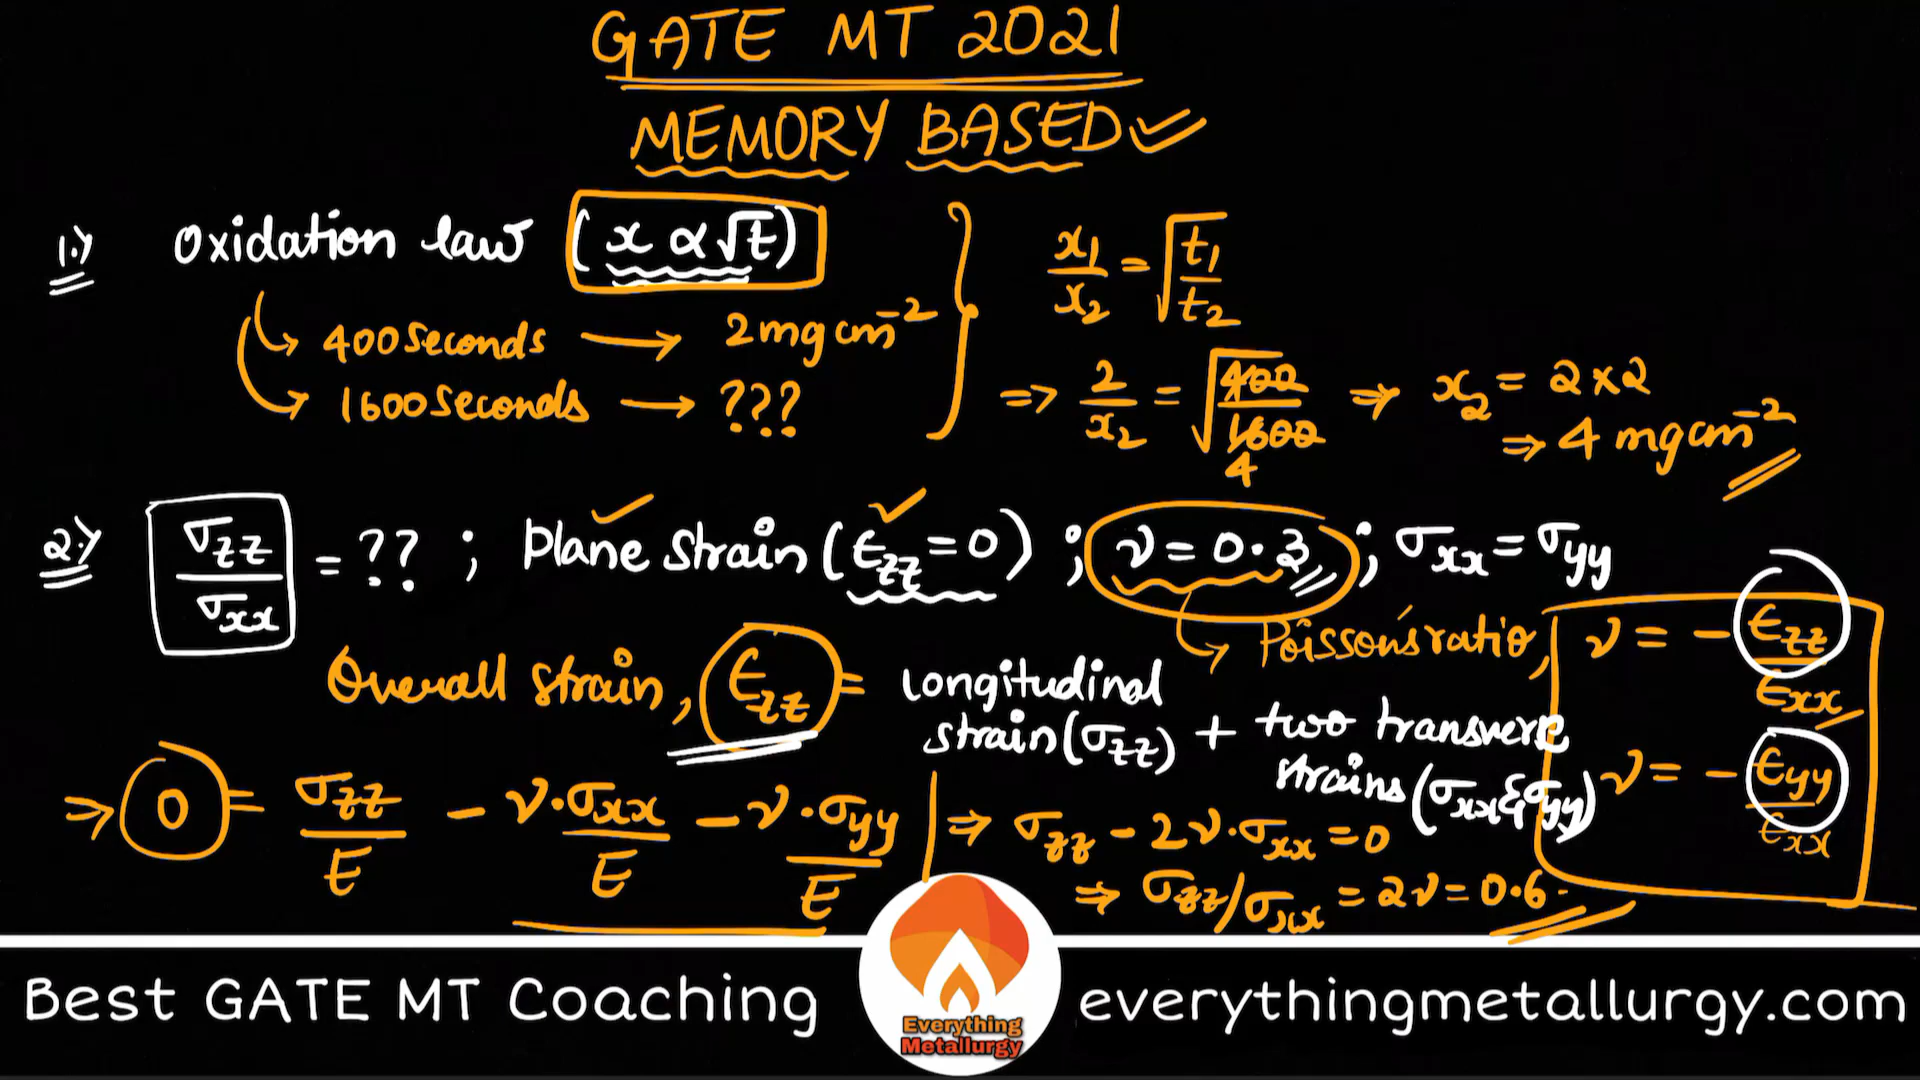 GATE MT 2021
MEMORY BASED
1.) Oxidation law (x ∝ √t)
400 seconds → 2 mg cm⁻²
1600 seconds → ???
x₁/x₂ = √(t₁/t₂)
⇒ 2/x₂ = √(400/1600) ⇒ x₂ = 2 × 2
4
⇒ 4 mg cm⁻²
2.) σzz/σxx = ?? ; Plane strain (ϵzz = 0) ; ν = 0.3, ; σxx = σyy
→ Poisson's ratio,
ν = - ϵzz/ϵxx
ν = - ϵyy/ϵxx
Overall strain, ϵzz = longitudinal strain (σzz) + two transverse strains (σxx & σyy)
⇒ 0 = σzz/E - ν.σxx/E - ν.σyy/E
⇒ σzz - 2ν.σxx = 0
⇒ σzz/σxx = 2ν = 0.6
Best GATE MT Coaching
Everything
Metallurgy
everythingmetallurgy.com